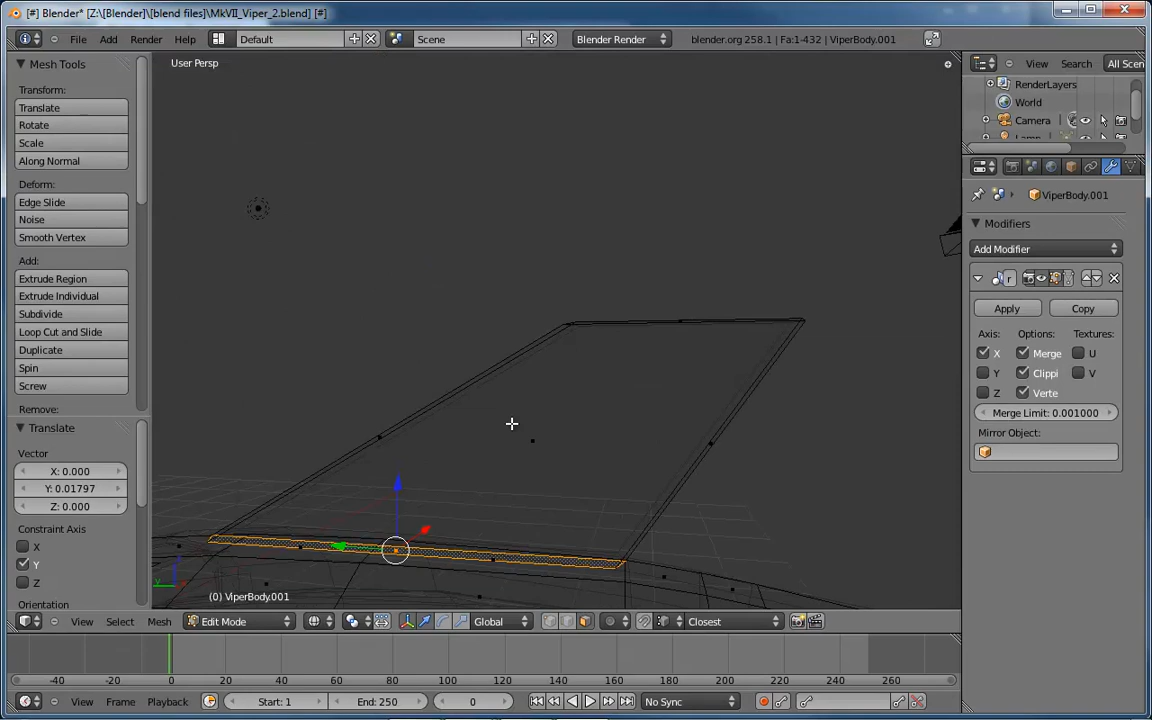 [#] Blender* [Z:\[Blender]\[blend files]\MkVII_Viper_2.blend] [#]
File Add Render Help Default Scene Blender Render blender.org 258.1 | Fa:1-432 | ViperBody.001
Mesh Tools
Transform:
Translate
Rotate
Scale
Along Normal
Deform:
Edge Slide
Noise
Smooth Vertex
Add:
Extrude Region
Extrude Individual
Subdivide
Loop Cut and Slide
Duplicate
Spin
Screw
Remove:
Translate
Vector
X: 0.000
Y: 0.01797
Z: 0.000
Constraint Axis
X
Y
Z
Orientation
User Persp
y
(0) ViperBody.001
View Select Mesh Edit Mode Global Closest
-40 -20 0 20 40 60 80 100 120 140 160 180 200 220 240 260
View Frame Playback Start: 1 End: 250 0 No Sync
View Search All Scen
RenderLayers
World
Camera
ViperBody.001
Modifiers
Add Modifier
r
Apply Copy
Axis: Options: Textures:
X Merge U
Y Clippi V
Z Verte
Merge Limit: 0.001000
Mirror Object: